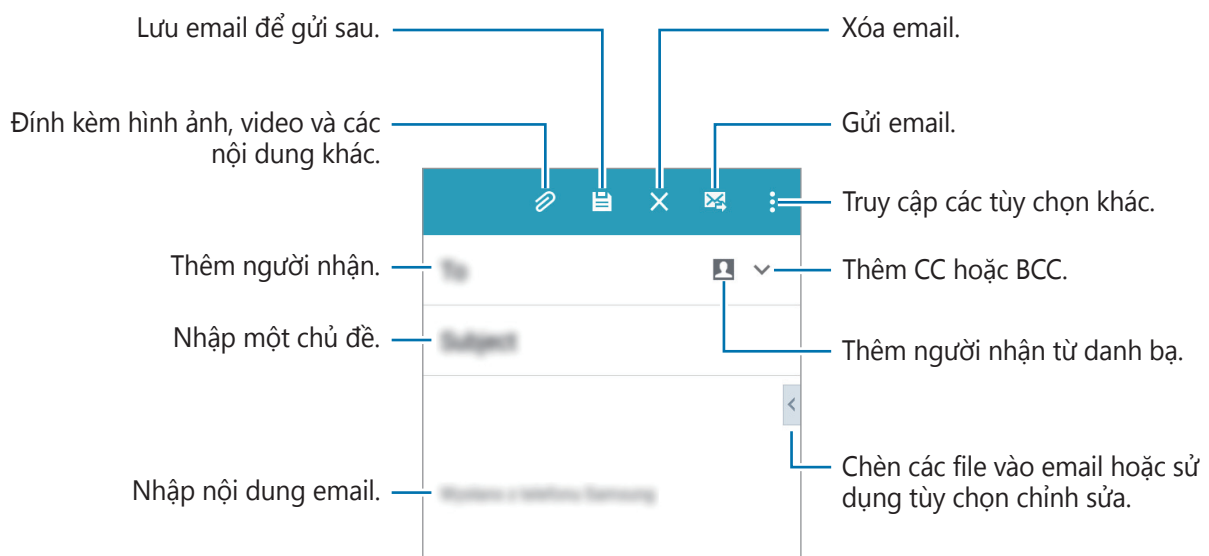 Lưu email để gửi sau.
Xóa email.
Đính kèm hình ảnh, video và các
nội dung khác.
Gửi email.
Truy cập các tùy chọn khác.
Thêm người nhận.
To
Thêm CC hoặc BCC.
Nhập một chủ đề.
Subject
Thêm người nhận từ danh bạ.
Chèn các file vào email hoặc sử
dụng tùy chọn chỉnh sửa.
Nhập nội dung email.